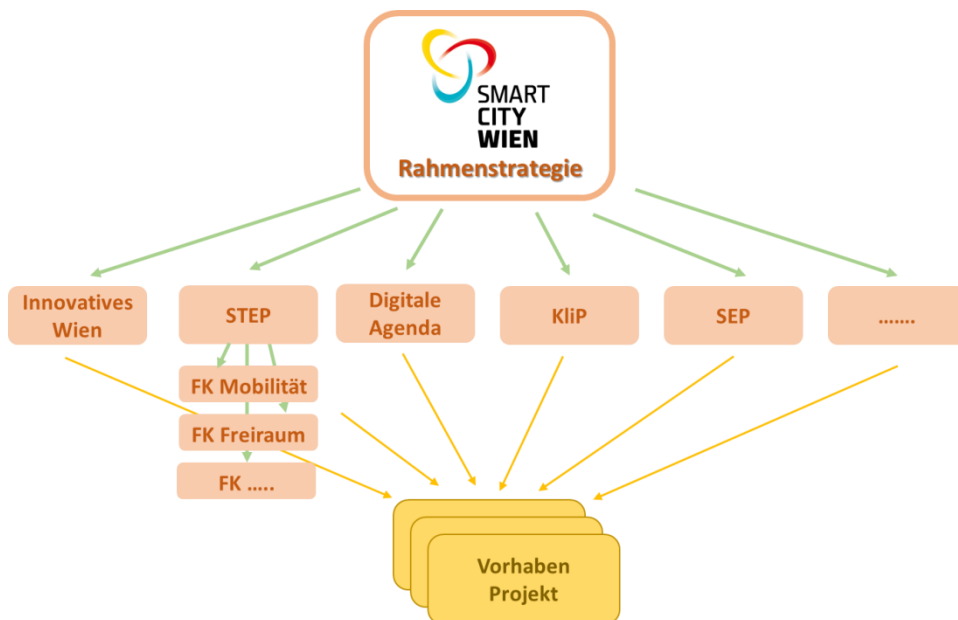 SMART
CITY
WIEN
Rahmenstrategie
Innovatives
Wien
STEP
Digitale
Agenda
KliP
SEP
.......
FK Mobilität
FK Freiraum
FK .....
Vorhaben
Projekt